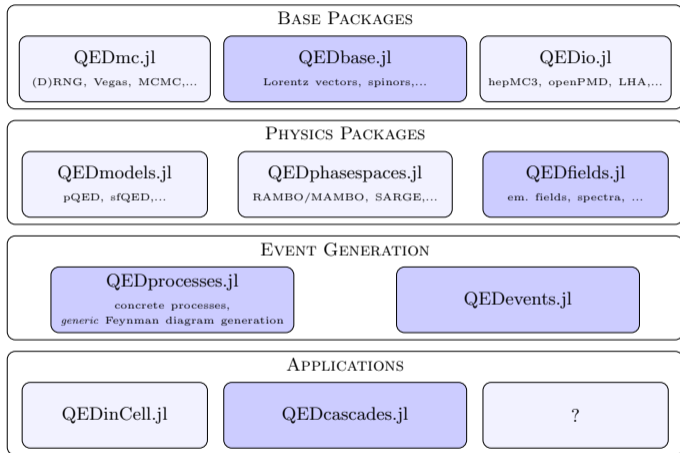 BASE PACKAGES
QEDmc.jl
(D)RNG, Vegas, MCMC,...
QEDbase.jl
Lorentz vectors, spinors,...
QEDio.jl
hepMC3, openPMD, LHA,...
PHYSICS PACKAGES
QEDmodels.jl
pQED, sfQED,...
QEDphasespaces.jl
RAMBO/MAMBO, SARGE,...
QEDfields.jl
em. fields, spectra, ...
EVENT GENERATION
QEDprocesses.jl
concrete processes,
generic Feynman diagram generation
QEDevents.jl
APPLICATIONS
QEDinCell.jl
QEDcascades.jl
?